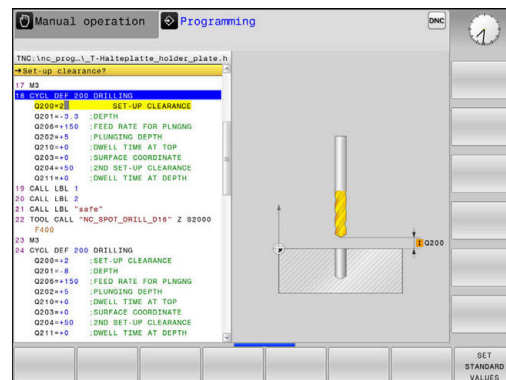 Manual operation
Programming
DNC
TNC:\nc_prog…\_T-Halteplatte_holder_plate.h
→Set-up clearance?
17 M3
18 CYCL DEF 200 DRILLING
Q200=2 SET-UP CLEARANCE
Q201=-3.3 ;DEPTH
Q206=+150 ;FEED RATE FOR PLNGNG
Q202=+5 ;PLUNGING DEPTH
Q210=+0 ;DWELL TIME AT TOP
Q203=+0 ;SURFACE COORDINATE
Q204=+50 ;2ND SET-UP CLEARANCE
Q211=+0 ;DWELL TIME AT DEPTH
19 CALL LBL 1
20 CALL LBL 2
21 CALL LBL "safe"
22 TOOL CALL "NC_SPOT_DRILL_D16" Z S2000
F400
23 M3
24 CYCL DEF 200 DRILLING
Q200=+2 ;SET-UP CLEARANCE
Q201=-8 ;DEPTH
Q206=+150 ;FEED RATE FOR PLNGNG
Q202=+5 ;PLUNGING DEPTH
Q210=+0 ;DWELL TIME AT TOP
Q203=+0 ;SURFACE COORDINATE
Q204=+50 ;2ND SET-UP CLEARANCE
Q211=+0 ;DWELL TIME AT DEPTH
I Q200
SET
STANDARD
VALUES